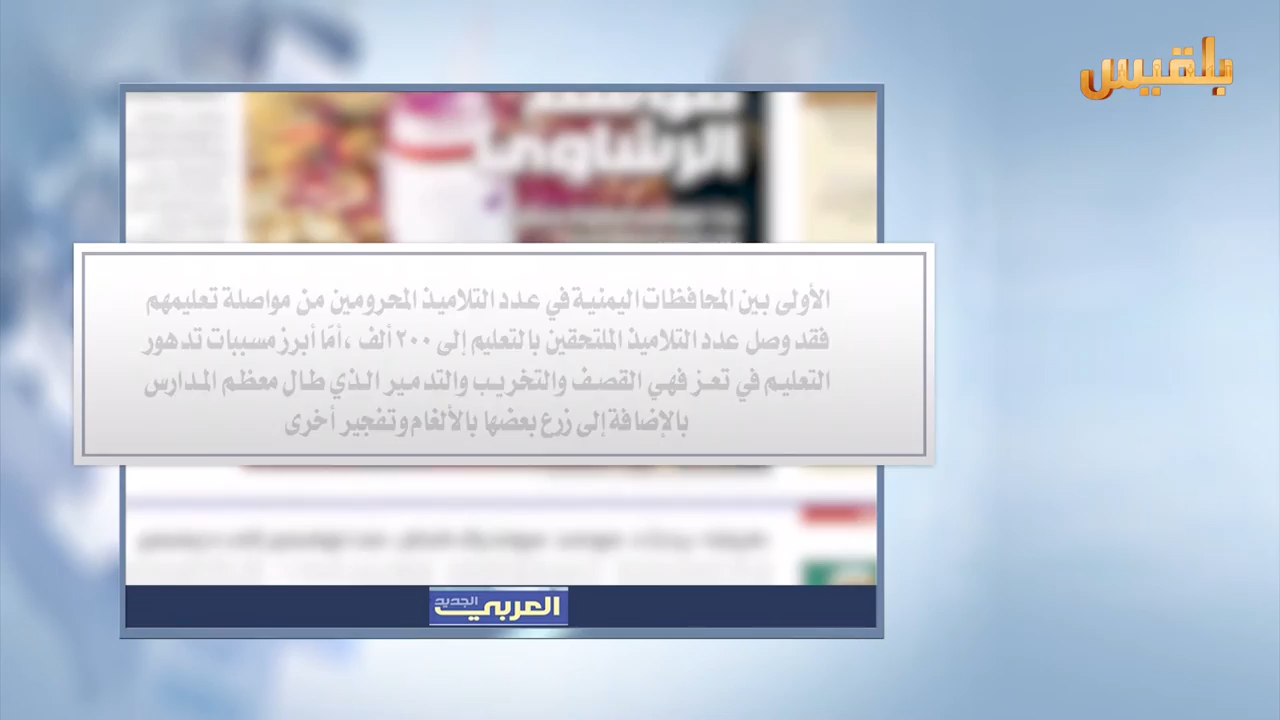 بلقيس
الرشاوى
الأولى بين المحافظات اليمنية في عدد التلاميذ المحرومين من مواصلة تعليمهم
فقد وصل عدد التلاميذ الملتحقين بالتعليم إلى ٢٠٠ ألف ،أمّا أبرز مسببات تدهور
التعليم في تعز فهي القصف والتخريب والتدمير الذي طال معظم المدارس
بالإضافة إلى زرع بعضها بالألغام وتفجير أخرى
العربي الجديد